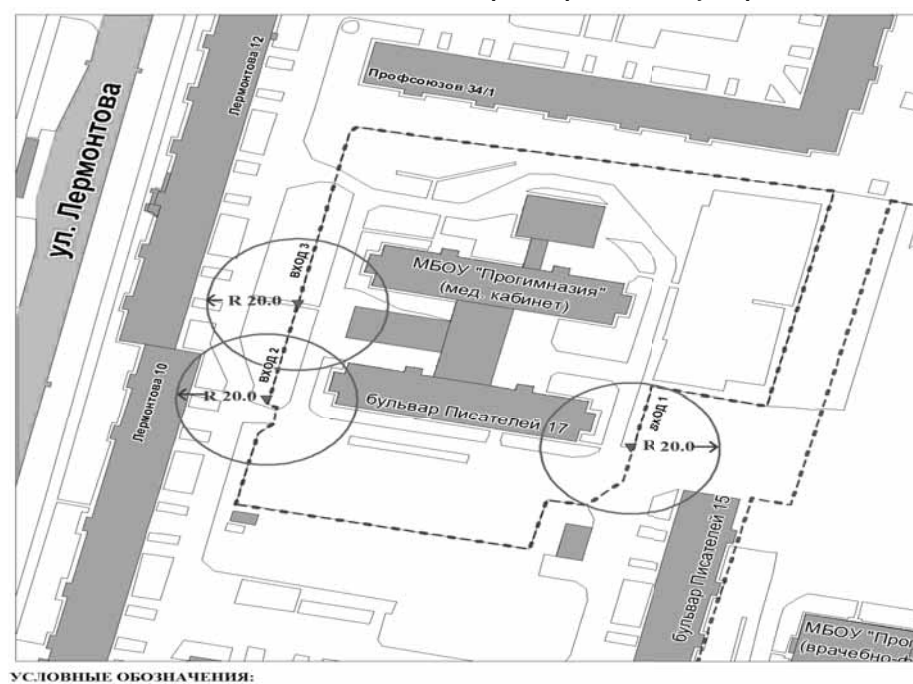 Лермонтова 12
Профсоюзов 34/1
ул. Лермонтова
ВХОД 3
МБОУ "Прогимназия"
(мед. кабинет)
R 20.0
ВХОД 2
Лермонтова 10
R 20.0
бульвар Писателей 17
ВХОД 1
R 20.0
бульвар Писателей 15
МБОУ "Прог
(врачебно-ф
УСЛОВНЫЕ ОБОЗНАЧЕНИЯ: